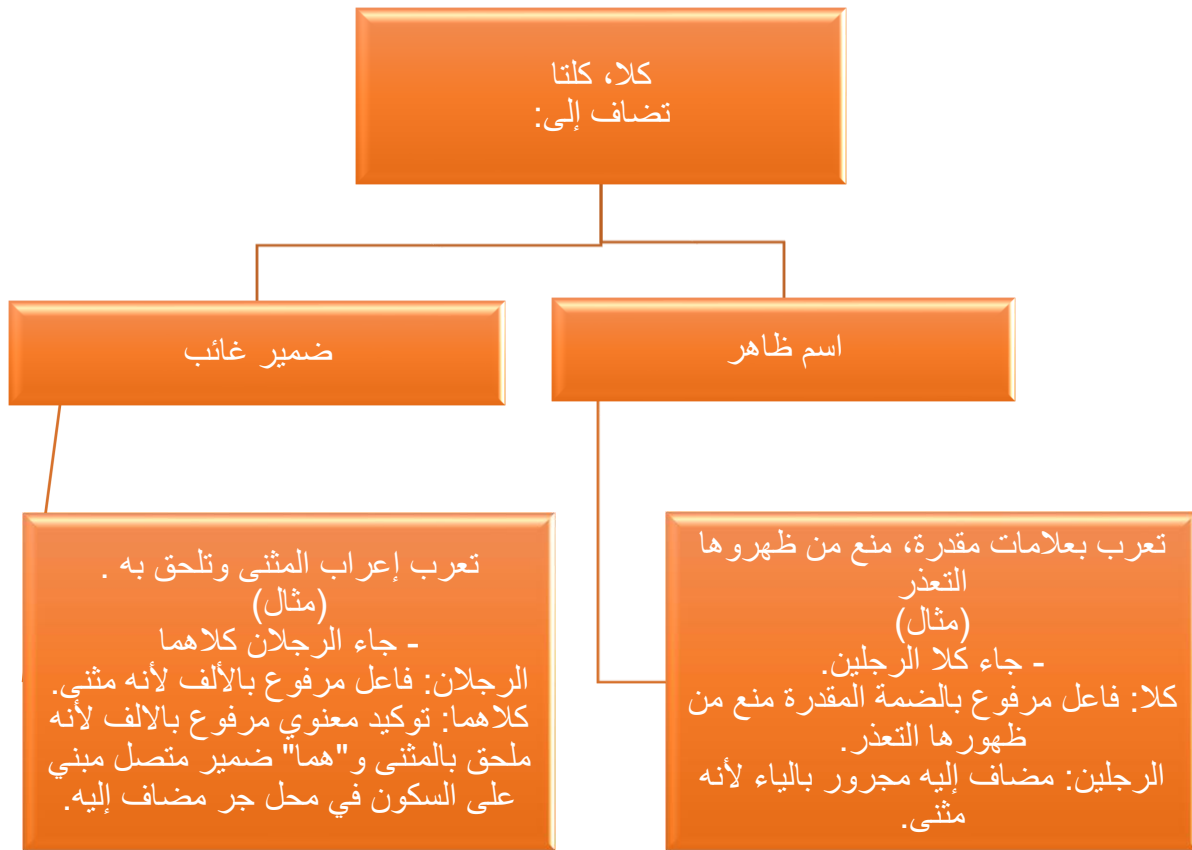 كلا، كلتا
تضاف إلى:
اسم ظاهر
ضمير غائب
تعرب بعلامات مقدرة، منع من ظهروها
التعذر
(مثال)
- جاء كلا الرجلين.
كلا: فاعل مرفوع بالضمة المقدرة منع من
ظهورها التعذر.
الرجلين: مضاف إليه مجرور بالياء لأنه
مثنى.
تعرب إعراب المثنى وتلحق به .
(مثال)
- جاء الرجلان كلاهما
الرجلان: فاعل مرفوع بالألف لأنه مثنى.
كلاهما: توكيد معنوي مرفوع بالالف لأنه
ملحق بالمثنى و"هما" ضمير متصل مبني
على السكون في محل جر مضاف إليه.